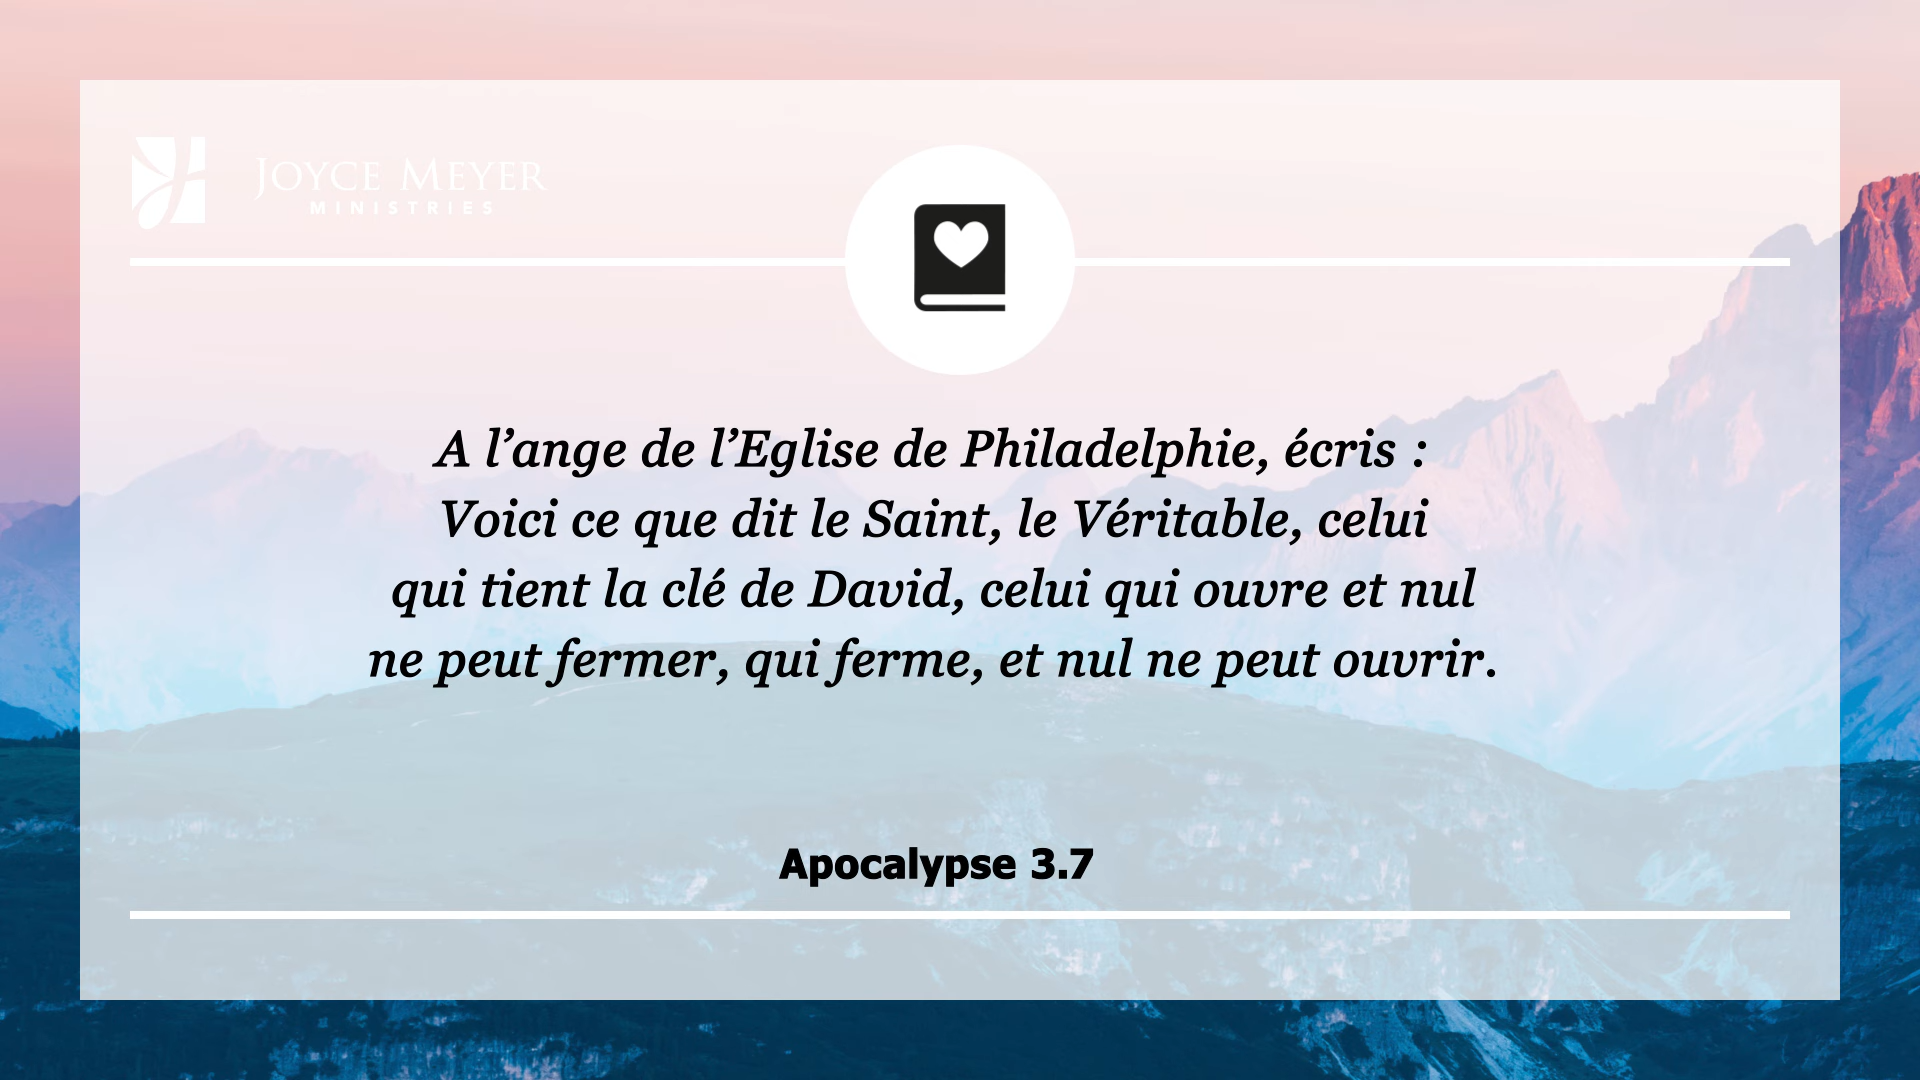 JOYCE MEYER
MINISTRIES
A l’ange de l’Eglise de Philadelphie, écris :
Voici ce que dit le Saint, le Véritable, celui
qui tient la clé de David, celui qui ouvre et nul
ne peut fermer, qui ferme, et nul ne peut ouvrir.
Apocalypse 3.7